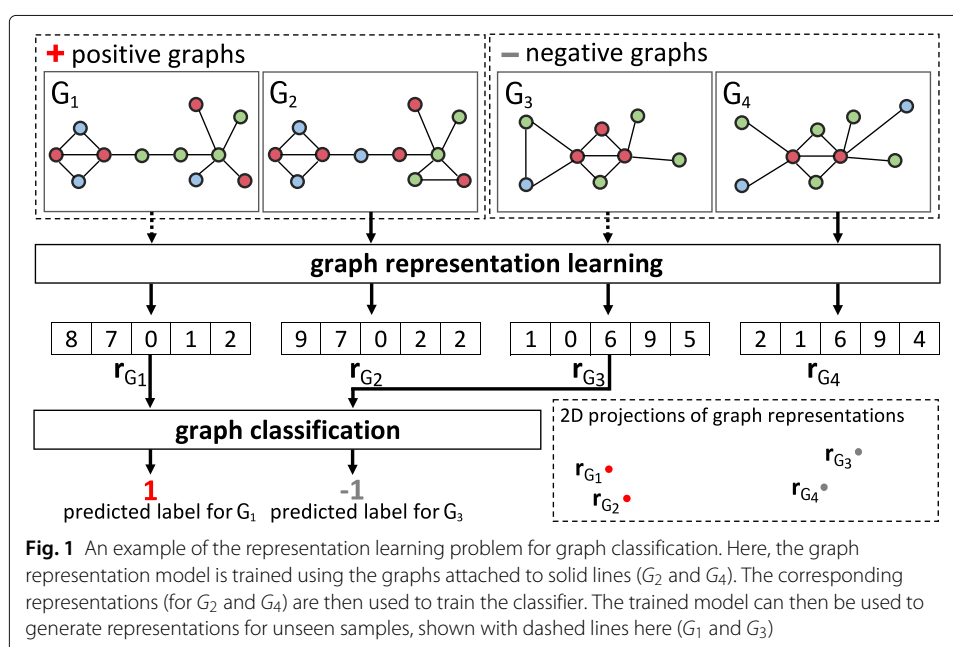 + positive graphs
− negative graphs
G1
G2
G3
G4
graph representation learning
8 7 0 1 2
9 7 0 2 2
1 0 6 9 5
2 1 6 9 4
rG1
rG2
rG3
rG4
graph classification
1
predicted label for G1
-1
predicted label for G3
2D projections of graph representations
rG1
rG2
rG3
rG4
Fig. 1 An example of the representation learning problem for graph classification. Here, the graph
representation model is trained using the graphs attached to solid lines (G2 and G4). The corresponding
representations (for G2 and G4) are then used to train the classifier. The trained model can then be used to
generate representations for unseen samples, shown with dashed lines here (G1 and G3)